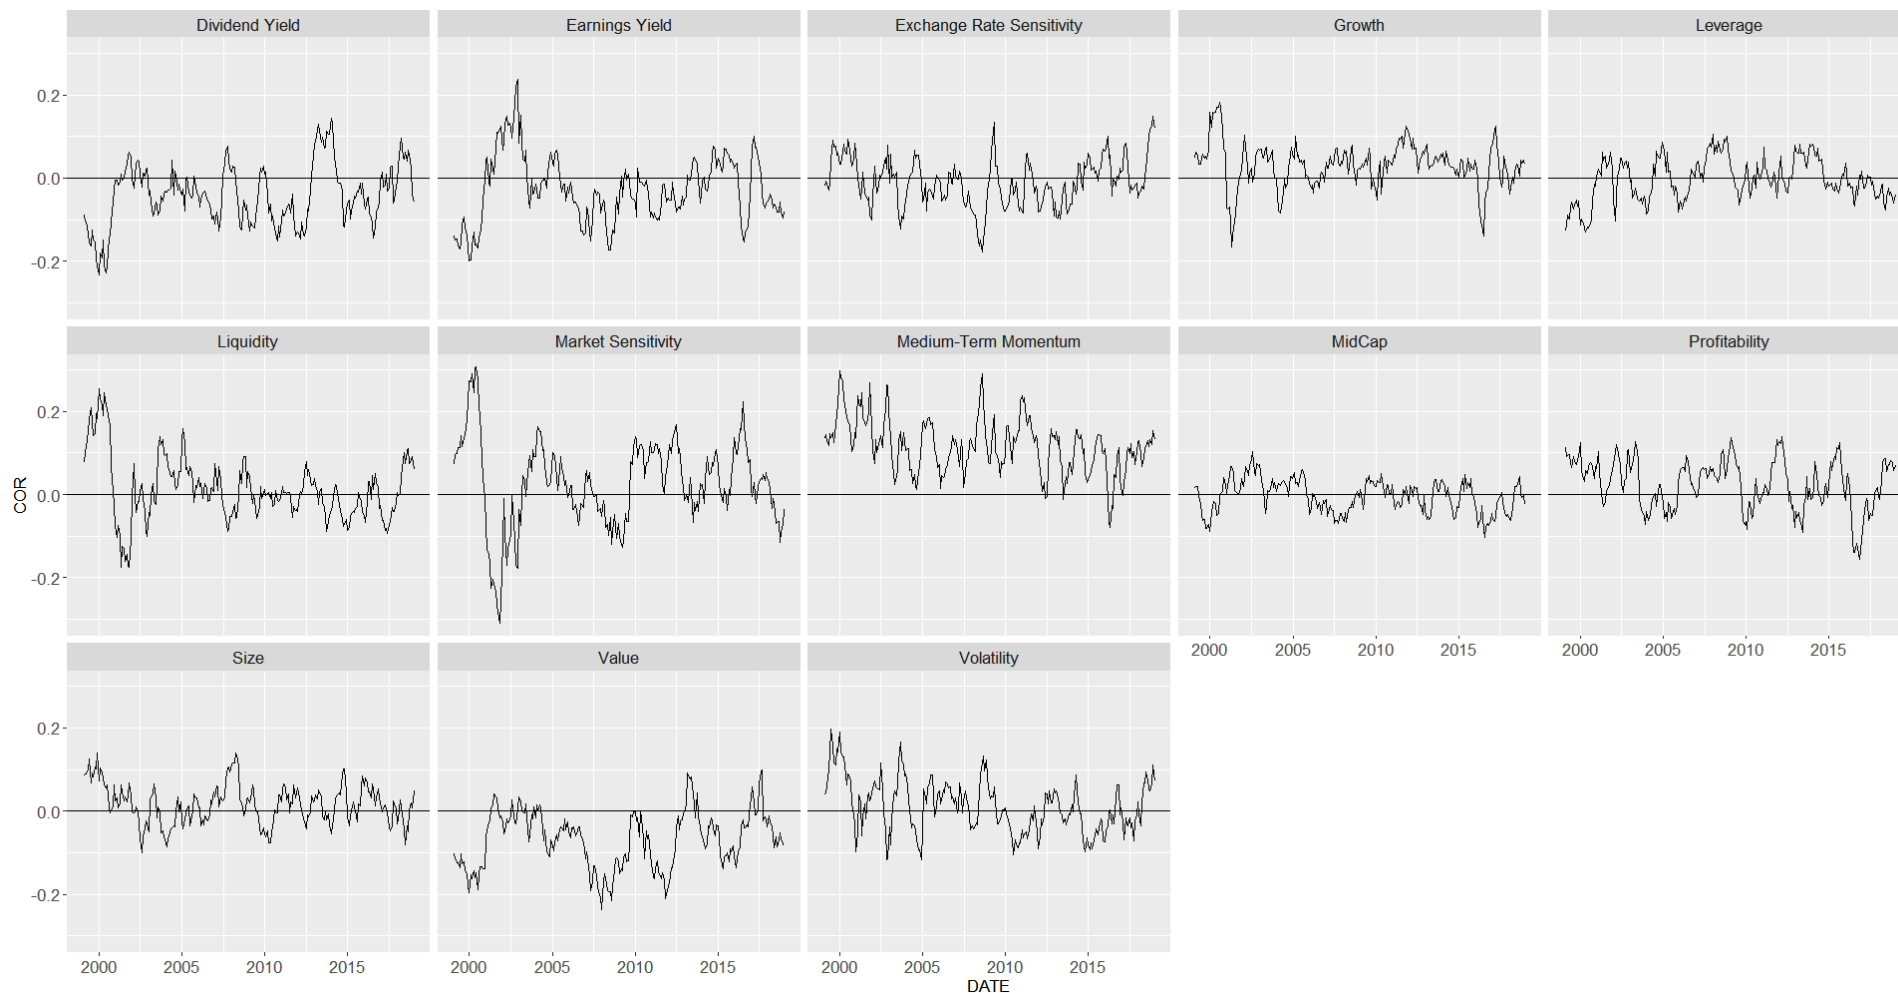 Dividend Yield
Earnings Yield
Exchange Rate Sensitivity
Growth
Leverage
0.2
0.0
-0.2
Liquidity
Market Sensitivity
Medium-Term Momentum
MidCap
Profitability
0.2
0.0
-0.2
COR
2000 2005 2010 2015
2000 2005 2010 2015
Size
Value
Volatility
0.2
0.0
-0.2
2000 2005 2010 2015
2000 2005 2010 2015
2000 2005 2010 2015
DATE